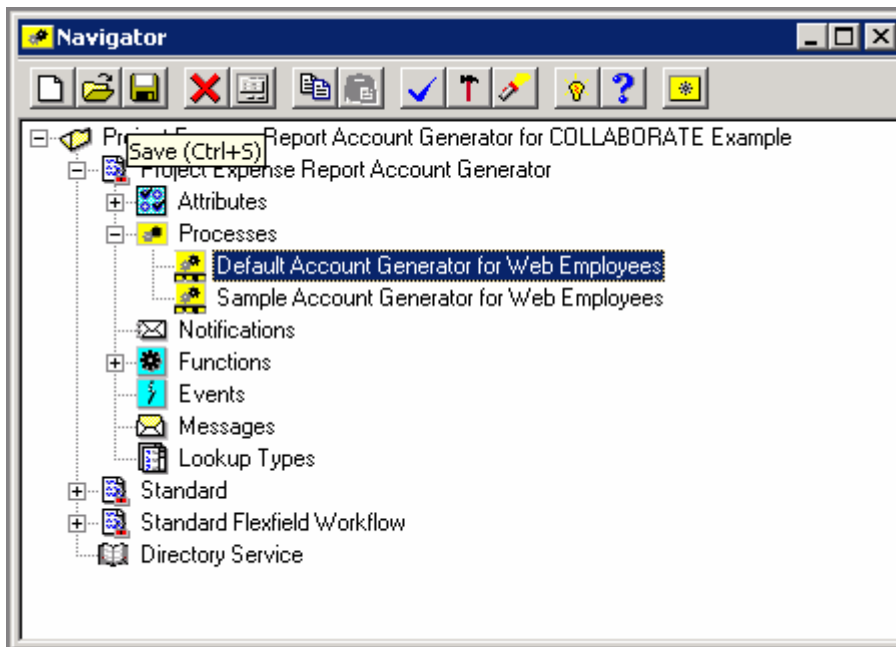 Navigator
Pro Report Account Generator for COLLABORATE Example
Save (Ctrl+S)
Project Expense Report Account Generator
Attributes
Processes
Default Account Generator for Web Employees
Sample Account Generator for Web Employees
Notifications
Functions
Events
Messages
Lookup Types
Standard
Standard Flexfield Workflow
Directory Service